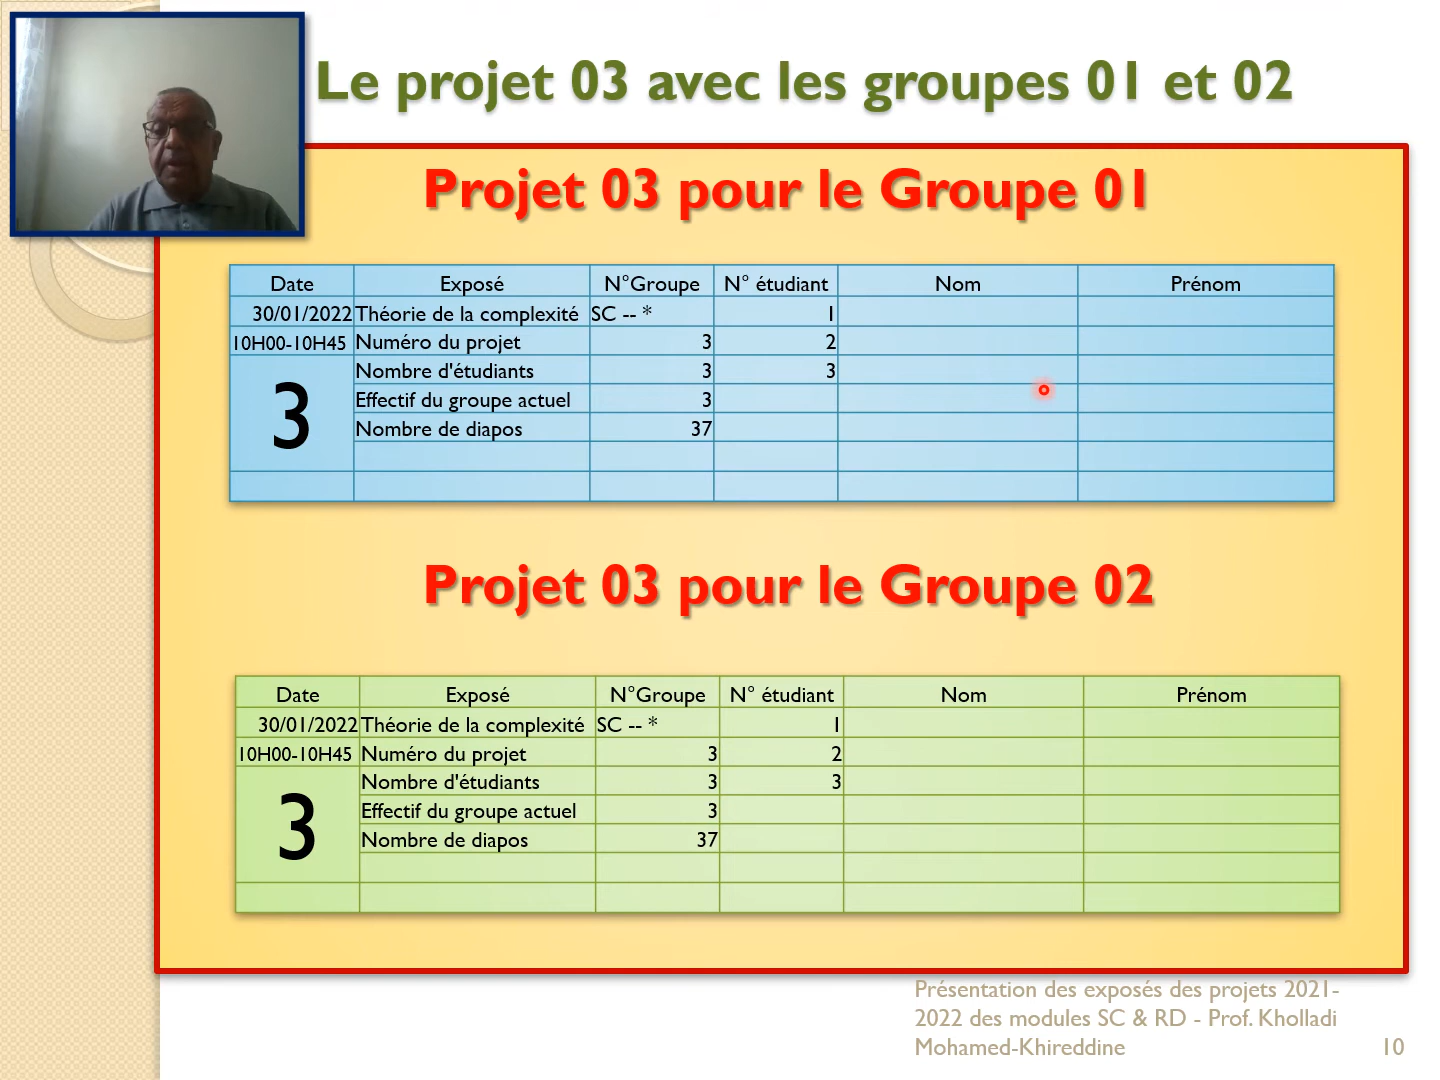 Le projet 03 avec les groupes 01 et 02
Projet 03 pour le Groupe 01
Date Exposé N°Groupe N° étudiant Nom Prénom
30/01/2022 Théorie de la complexité SC -- * 1
10H00-10H45 Numéro du projet 3 2
Nombre d'étudiants 3 3
3
Effectif du groupe actuel 3
Nombre de diapos 37
Projet 03 pour le Groupe 02
Date Exposé N°Groupe N° étudiant Nom Prénom
30/01/2022 Théorie de la complexité SC -- * 1
10H00-10H45 Numéro du projet 3 2
Nombre d'étudiants 3 3
3
Effectif du groupe actuel 3
Nombre de diapos 37
Présentation des exposés des projets 2021-
2022 des modules SC & RD - Prof. Kholladi
Mohamed-Khireddine 10